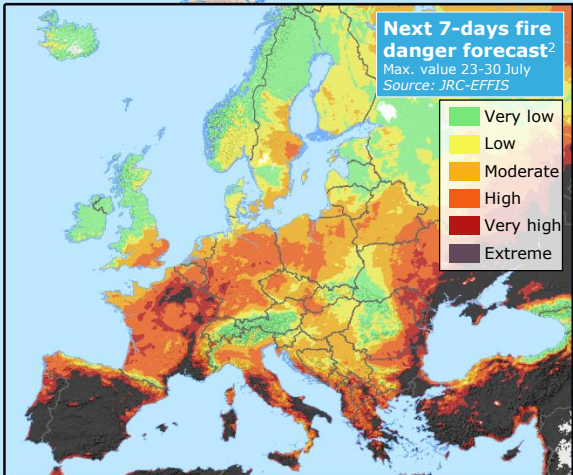 Next 7-days fire
danger forecast2
Max. value 23-30 July
Source: JRC-EFFIS
Very low
Low
Moderate
High
Very high
Extreme